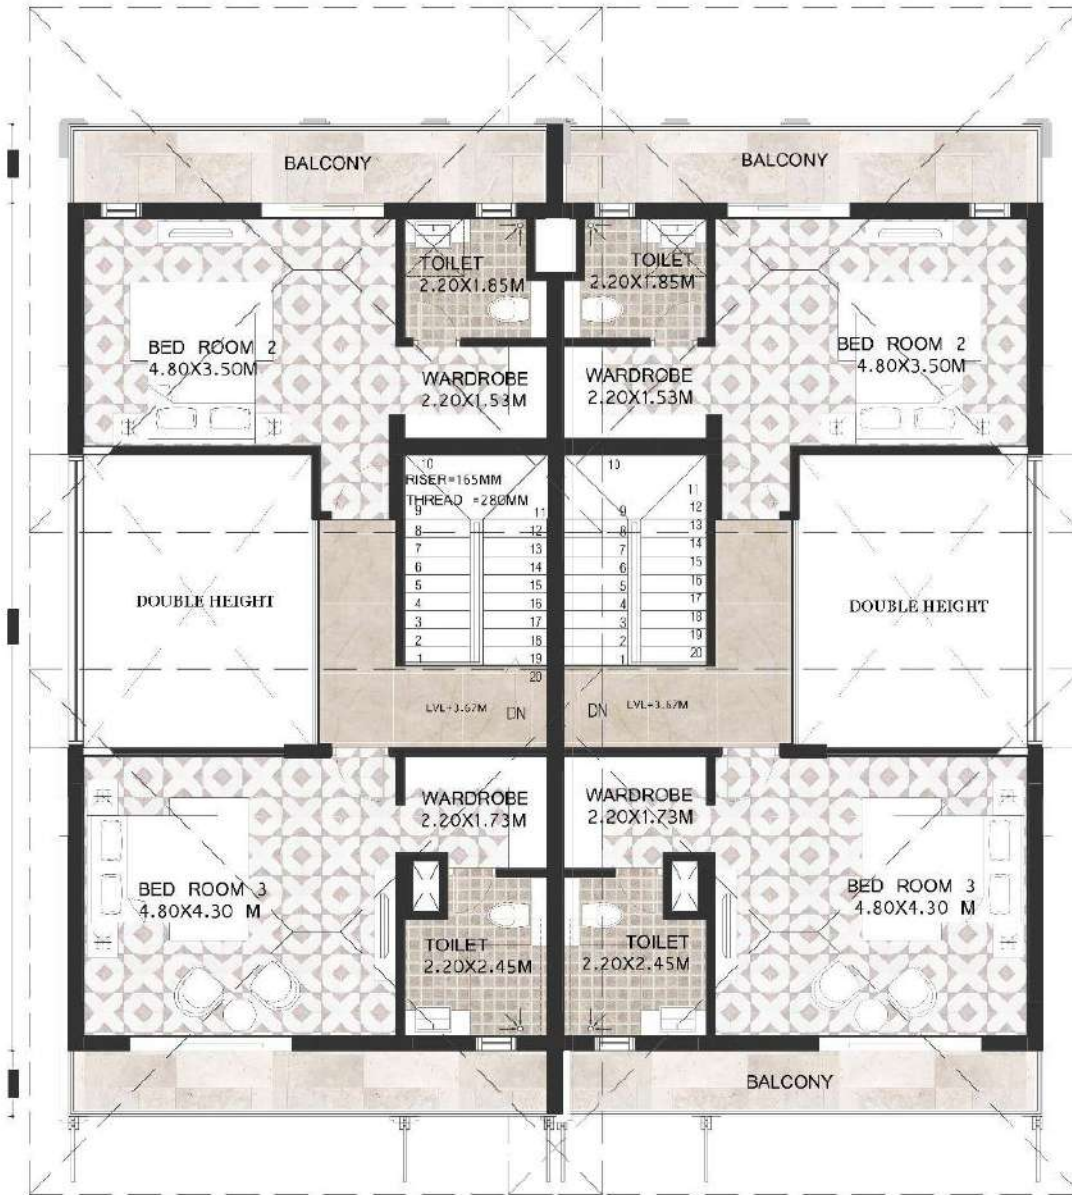 BALCONY
BALCONY
TOILET
2.20X1.85M
TOILET
2.20X1.85M
BED ROOM 2
4.80X3.50M
BED ROOM 2
4.80X3.50M
WARDROBE
2.20X1.53M
WARDROBE
2.20X1.53M
10
RISER=165MM
THREAD =280MM
9
8
7
6
5
4
3
2
1
11
12
13
14
15
16
17
18
19
20
10
9
8
7
6
5
4
3
2
1
11
12
13
14
15
16
17
18
19
20
DOUBLE HEIGHT
DOUBLE HEIGHT
LVL+3.67M
DN
DN
LVL+3.67M
WARDROBE
2.20X1.73M
WARDROBE
2.20X1.73M
BED ROOM 3
4.80X4.30 M
BED ROOM 3
4.80X4.30 M
TOILET
2.20X2.45M
TOILET
2.20X2.45M
BALCONY